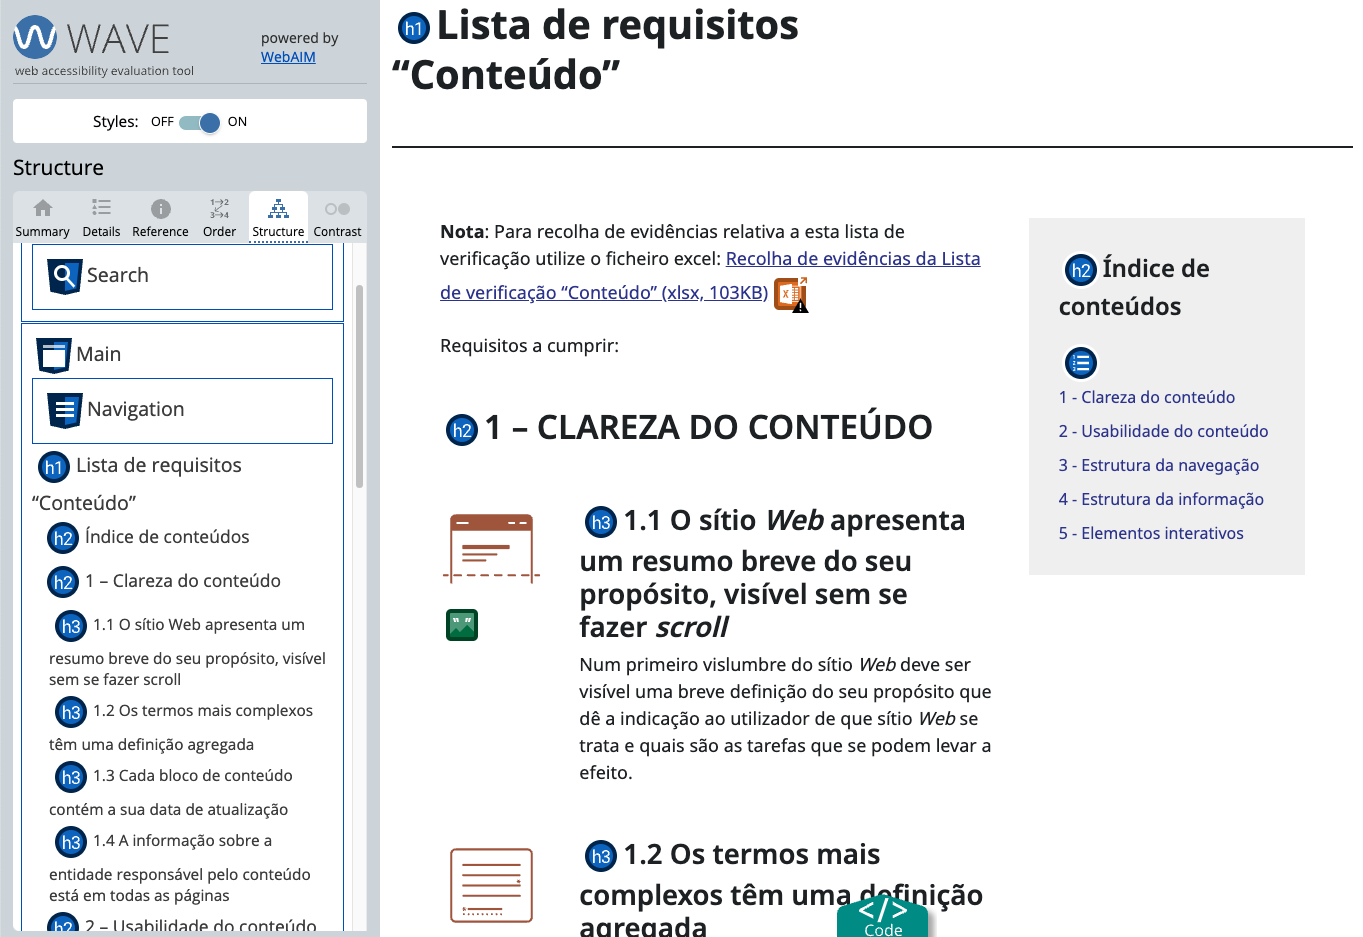 WAVE
powered by
WebAIM
web accessibility evaluation tool
Styles: OFF ON
Structure
Summary Details Reference Order Structure Contrast
Search
Main
Navigation
h1 Lista de requisitos
“Conteúdo”
h2 Índice de conteúdos
h2 1 – Clareza do conteúdo
h3 1.1 O sítio Web apresenta um
resumo breve do seu propósito, visível
sem se fazer scroll
h3 1.2 Os termos mais complexos
têm uma definição agregada
h3 1.3 Cada bloco de conteúdo
contém a sua data de atualização
h3 1.4 A informação sobre a
entidade responsável pelo conteúdo
está em todas as páginas
h2 2 – Usabilidade do conteúdo
h1 Lista de requisitos
“Conteúdo”
Nota: Para recolha de evidências relativa a esta lista de
verificação utilize o ficheiro excel: Recolha de evidências da Lista
de verificação “Conteúdo” (xlsx, 103KB)
Requisitos a cumprir:
h2 1 – CLAREZA DO CONTEÚDO
h3 1.1 O sítio Web apresenta
um resumo breve do seu
propósito, visível sem se
fazer scroll
Num primeiro vislumbre do sítio Web deve ser
visível uma breve definição do seu propósito que
dê a indicação ao utilizador de que sítio Web se
trata e quais são as tarefas que se podem levar a
efeito.
h3 1.2 Os termos mais
complexos têm uma definição
agregada
</> Code
h2 Índice de
conteúdos
1 - Clareza do conteúdo
2 - Usabilidade do conteúdo
3 - Estrutura da navegação
4 - Estrutura da informação
5 - Elementos interativos